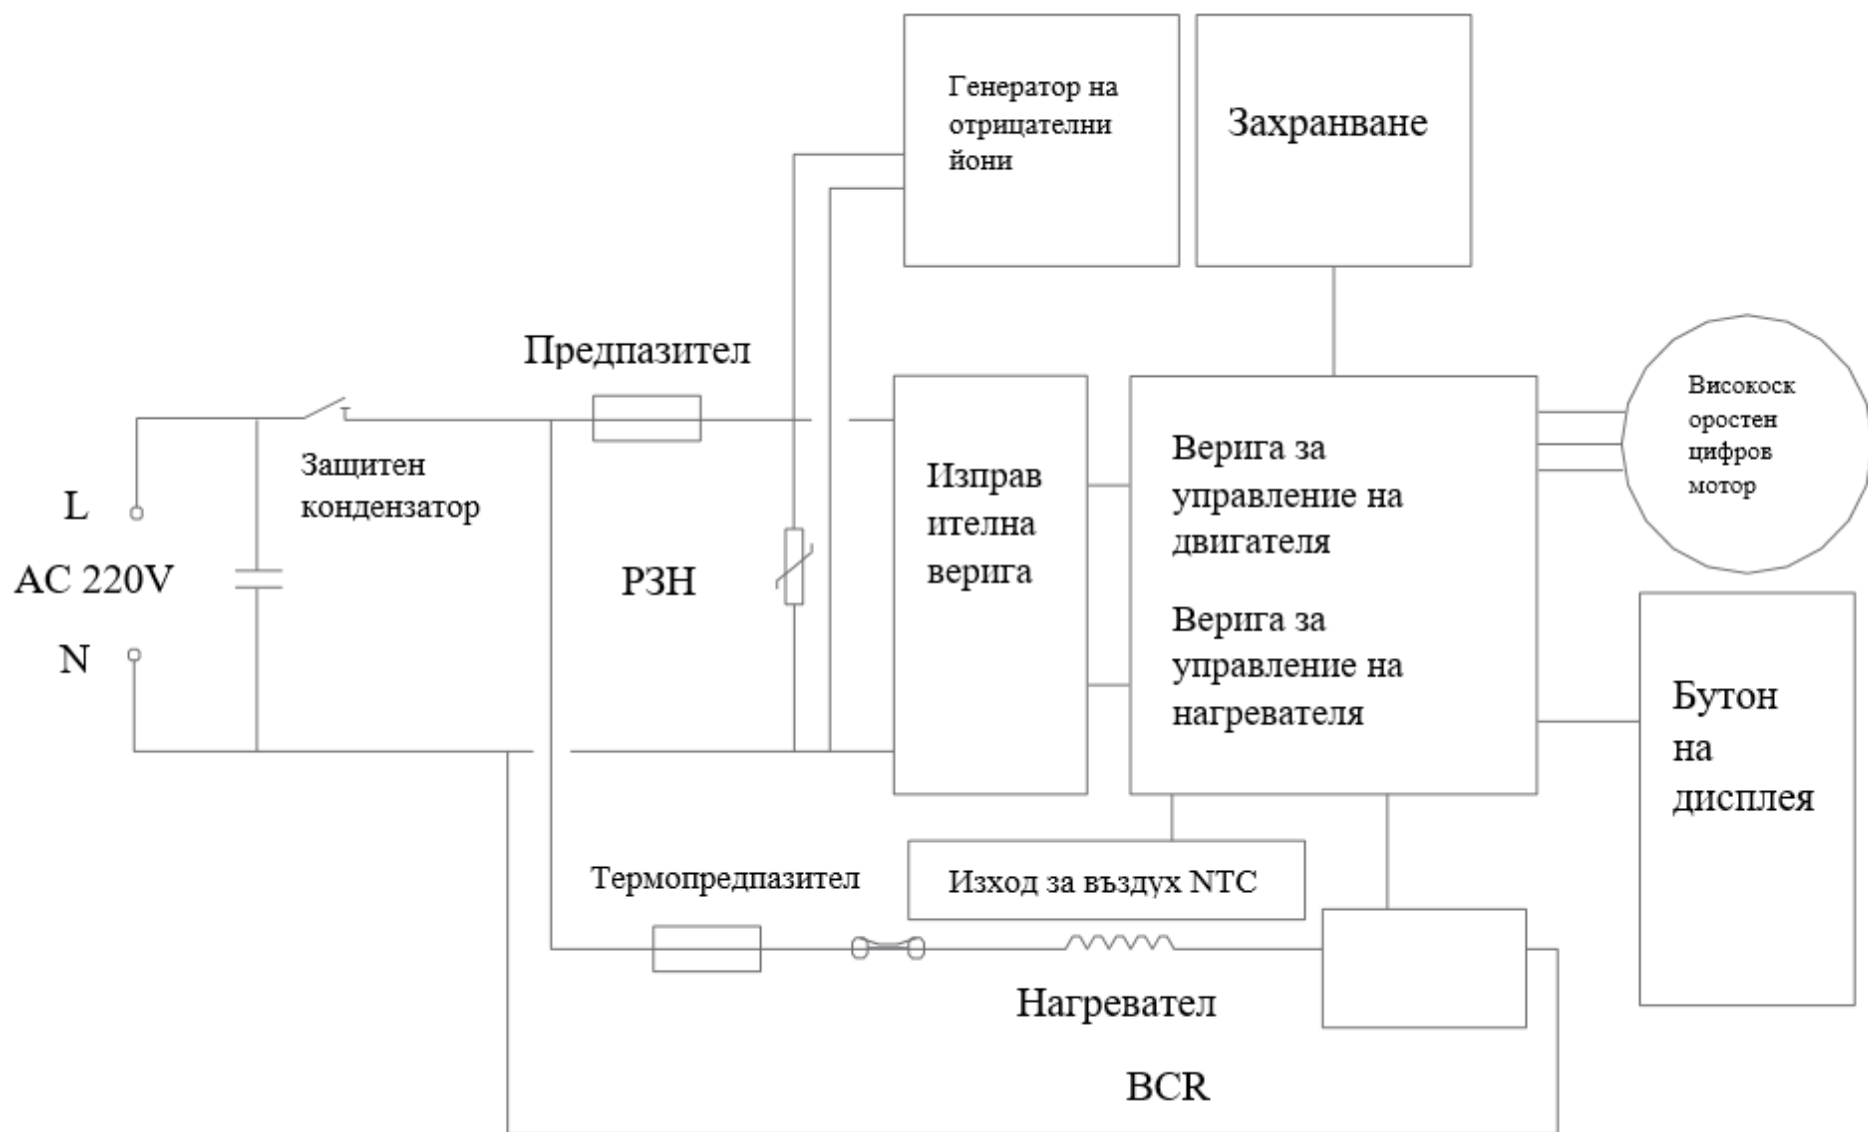 Генератор на
отрицателни
йони
Захранване
Предпазител
Високоск
оростен
цифров
мотор
Защитен
кондензатор
L
AC 220V
N
РЗН
Изправ
ителна
верига
Верига за
управление на
двигателя
Верига за
управление на
нагревателя
Бутон
на
дисплея
Термопредпазител
Изход за въздух NTC
Нагревател
BCR